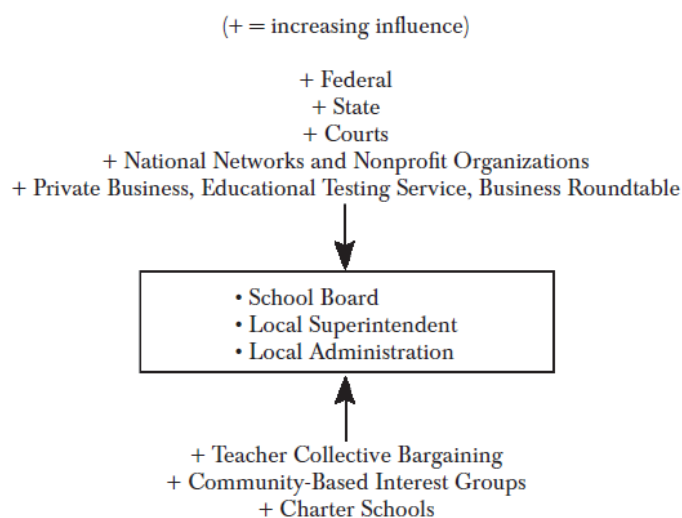 (+ = increasing influence)
+ Federal
+ State
+ Courts
+ National Networks and Nonprofit Organizations
+ Private Business, Educational Testing Service, Business Roundtable
• School Board
• Local Superintendent
• Local Administration
+ Teacher Collective Bargaining
+ Community-Based Interest Groups
+ Charter Schools